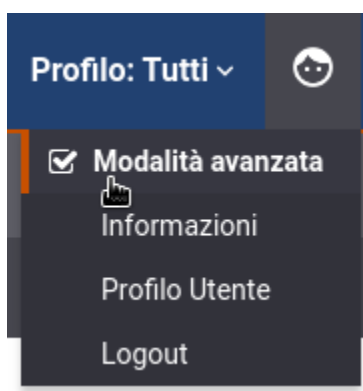 Profilo: Tutti
Modalità avanzata
Informazioni
Profilo Utente
Logout